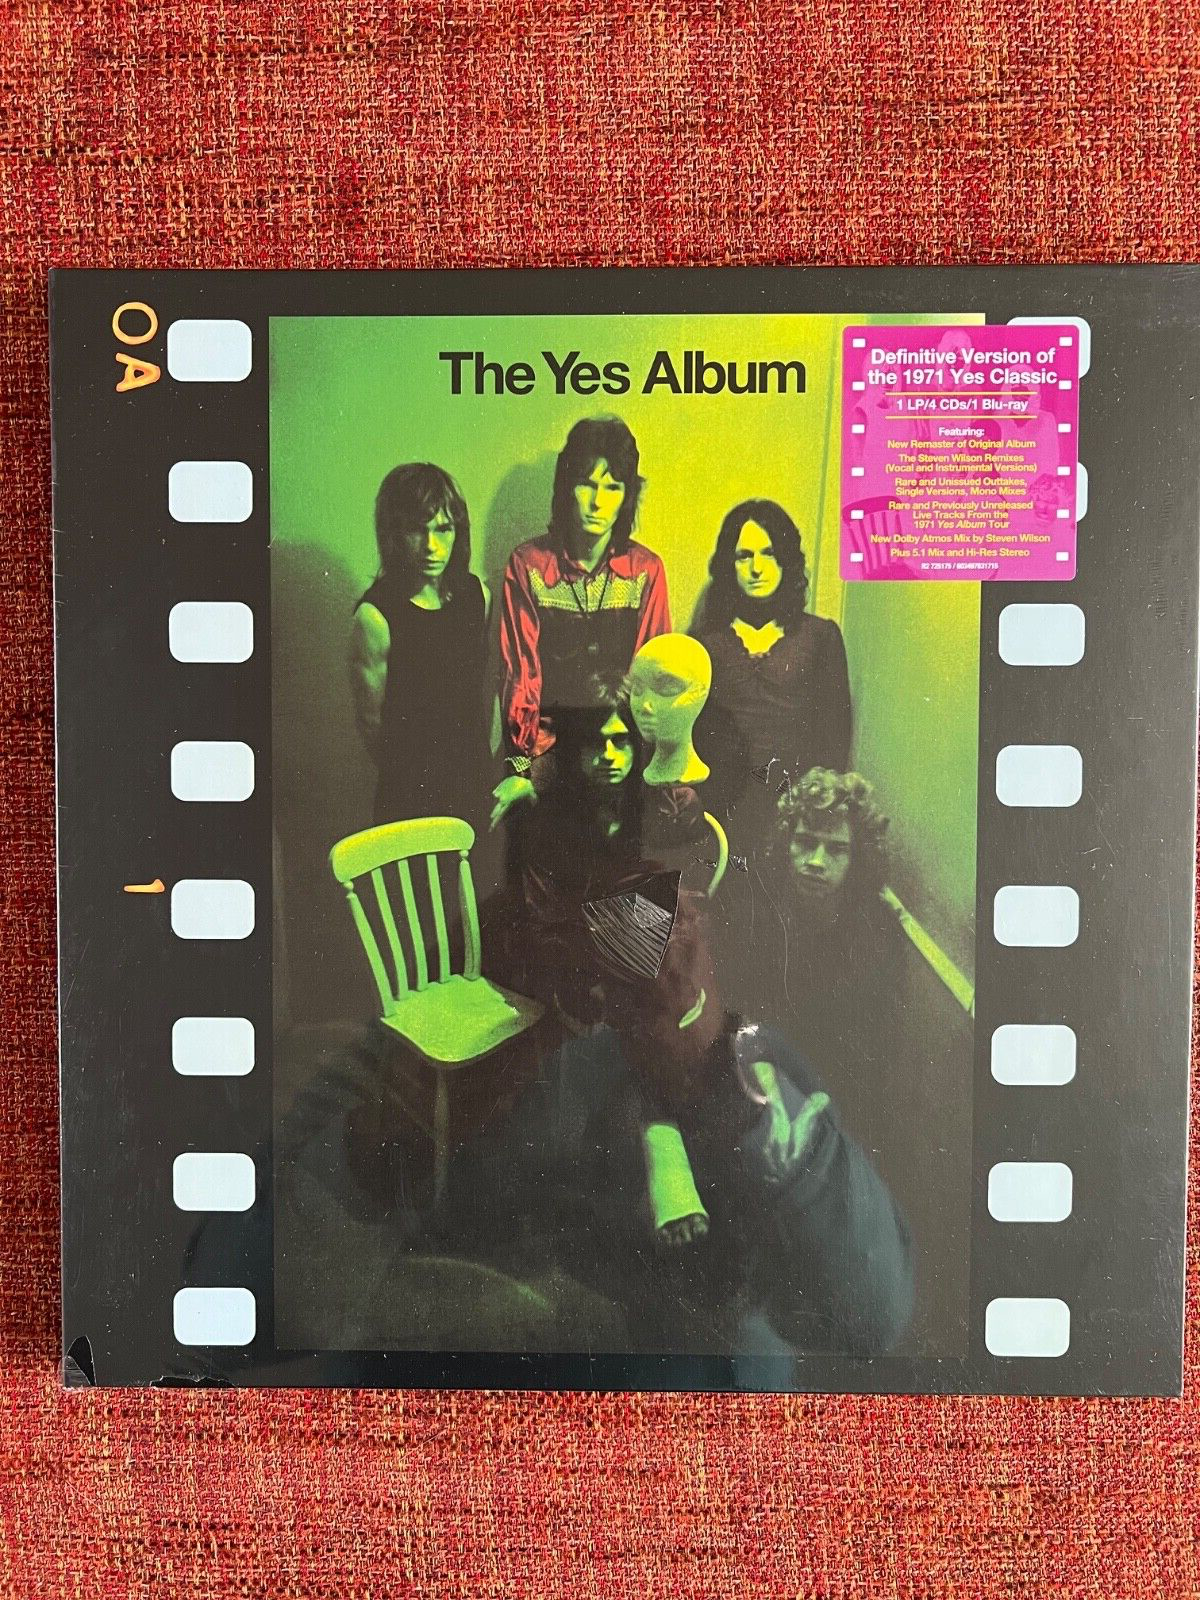 OA
The Yes Album
Definitive Version of
the 1971 Yes Classic
1 LP/4 CDs/1 Blu-ray
Featuring:
New Remaster of Original Album
The Steven Wilson Remixes
(Vocal and Instrumental Versions)
Rare and Unissued Outtakes,
Single Versions, Mono Mixes
Rare and Previously Unreleased
Live Tracks From the
1971 Yes Album Tour
New Dolby Atmos Mix by Steven Wilson
Plus 5.1 Mix and Hi-Res Stereo
R2 725175 / 603497831715
1